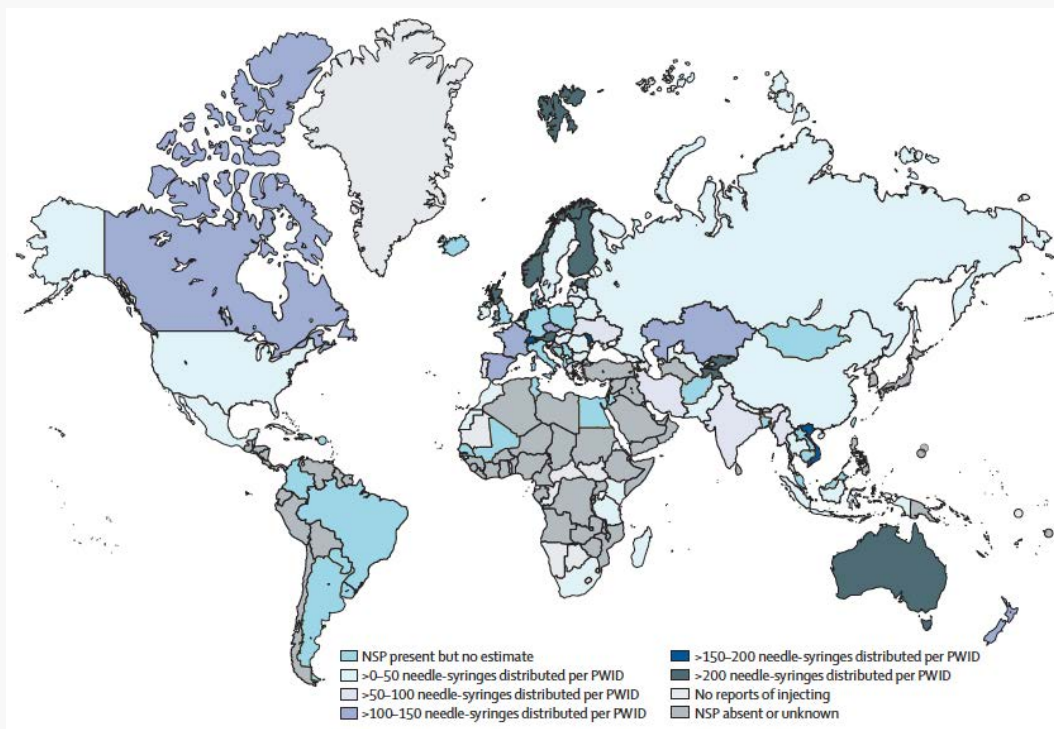 NSP present but no estimate
>0–50 needle-syringes distributed per PWID
>50–100 needle-syringes distributed per PWID
>100–150 needle-syringes distributed per PWID
>150–200 needle-syringes distributed per PWID
>200 needle-syringes distributed per PWID
No reports of injecting
NSP absent or unknown